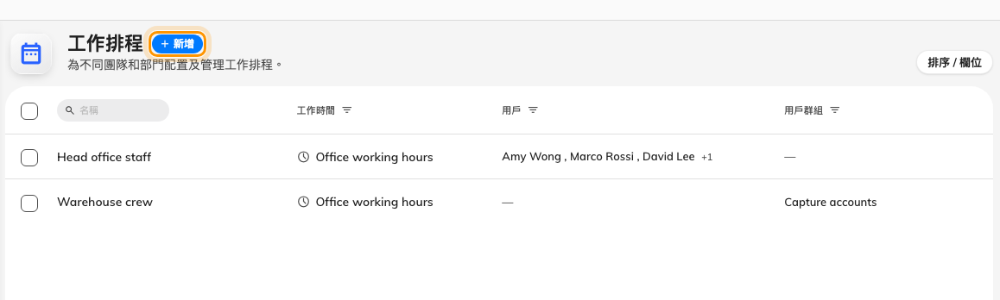 工作排程
+ 新增
為不同團隊和部門配置及管理工作排程。
排序 / 欄位
名稱
工作時間
用戶
用戶群組
Head office staff
Office working hours
Amy Wong , Marco Rossi , David Lee +1
—
Warehouse crew
Office working hours
—
Capture accounts